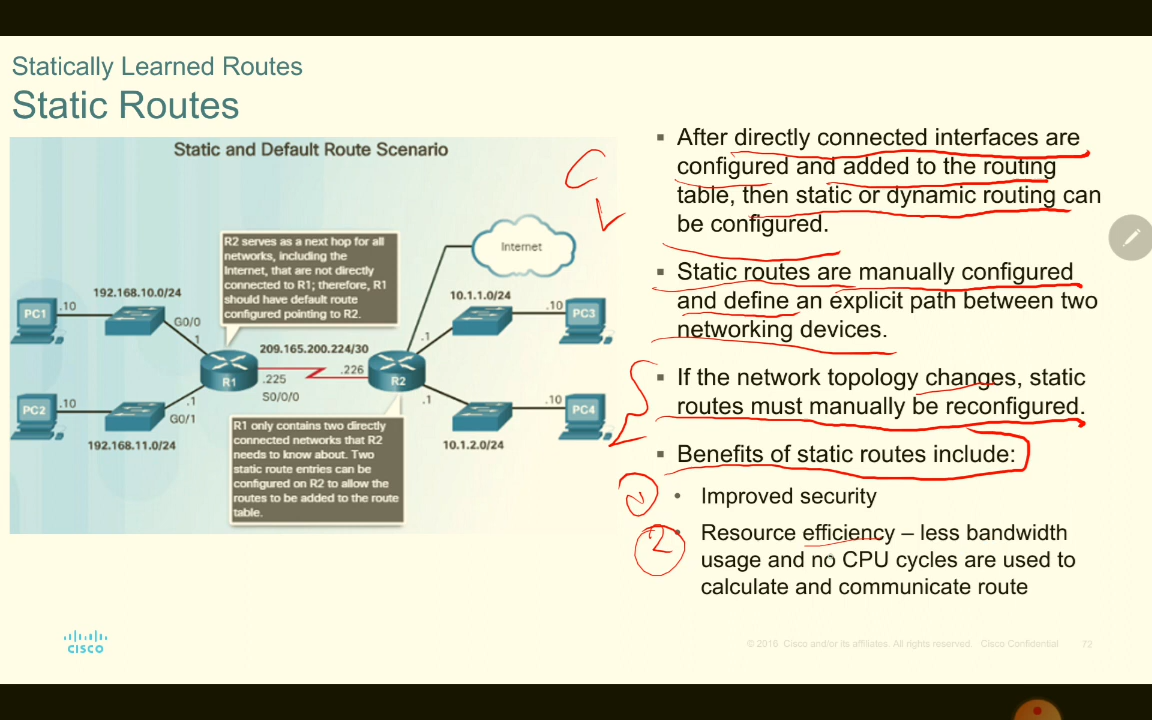 Statically Learned Routes
Static Routes
Static and Default Route Scenario
R2 serves as a next hop for all
networks, including the
Internet, that are not directly
connected to R1; therefore, R1
should have default route
configured pointing to R2.
Internet
192.168.10.0/24
10.1.1.0/24
PC1
.10
G0/0
.1
.1
.10
PC3
209.165.200.224/30
R1
.225
.226
R2
S0/0/0
PC2
.10
.1
G0/1
.1
.10
PC4
192.168.11.0/24
10.1.2.0/24
R1 only contains two directly
connected networks that R2
needs to know about. Two
static route entries can be
configured on R2 to allow the
routes to be added to the route
table.
C
L
▪ After directly connected interfaces are
configured and added to the routing
table, then static or dynamic routing can
be configured.
▪ Static routes are manually configured
and define an explicit path between two
networking devices.
▪ If the network topology changes, static
routes must manually be reconfigured.
▪ Benefits of static routes include:
• Improved security
2
• Resource efficiency – less bandwidth
usage and no CPU cycles are used to
calculate and communicate route
cisco
© 2016 Cisco and/or its affiliates. All rights reserved. Cisco Confidential
72